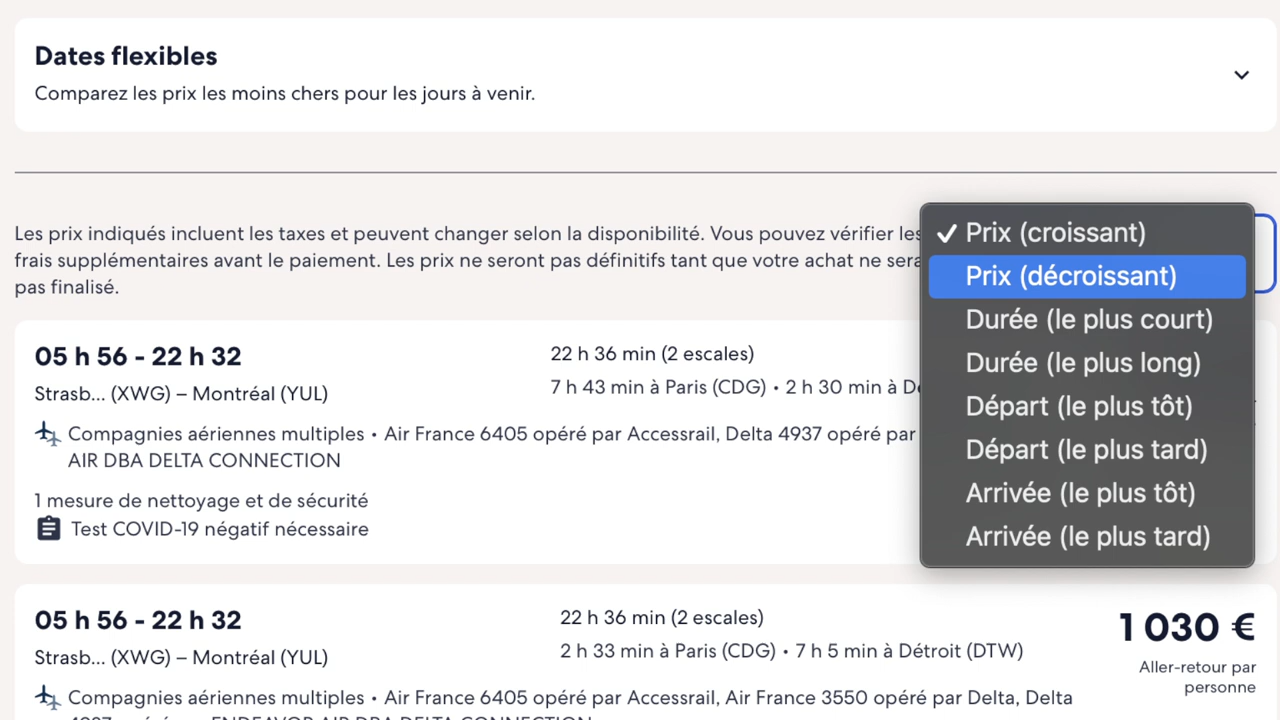 Dates flexibles
Comparez les prix les moins chers pour les jours à venir.
Les prix indiqués incluent les taxes et peuvent changer selon la disponibilité. Vous pouvez vérifier les
frais supplémentaires avant le paiement. Les prix ne seront pas définitifs tant que votre achat ne sera
pas finalisé.
✓ Prix (croissant)
Prix (décroissant)
Durée (le plus court)
Durée (le plus long)
Départ (le plus tôt)
Départ (le plus tard)
Arrivée (le plus tôt)
Arrivée (le plus tard)
05 h 56 - 22 h 32
22 h 36 min (2 escales)
Strasb... (XWG) – Montréal (YUL)
7 h 43 min à Paris (CDG) • 2 h 30 min à
Compagnies aériennes multiples • Air France 6405 opéré par Accessrail, Delta 4937 opéré par
AIR DBA DELTA CONNECTION
1 mesure de nettoyage et de sécurité
Test COVID-19 négatif nécessaire
05 h 56 - 22 h 32
22 h 36 min (2 escales)
1 030 €
Strasb... (XWG) – Montréal (YUL)
2 h 33 min à Paris (CDG) • 7 h 5 min à Détroit (DTW)
Aller-retour par
personne
Compagnies aériennes multiples • Air France 6405 opéré par Accessrail, Air France 3550 opéré par Delta, Delta